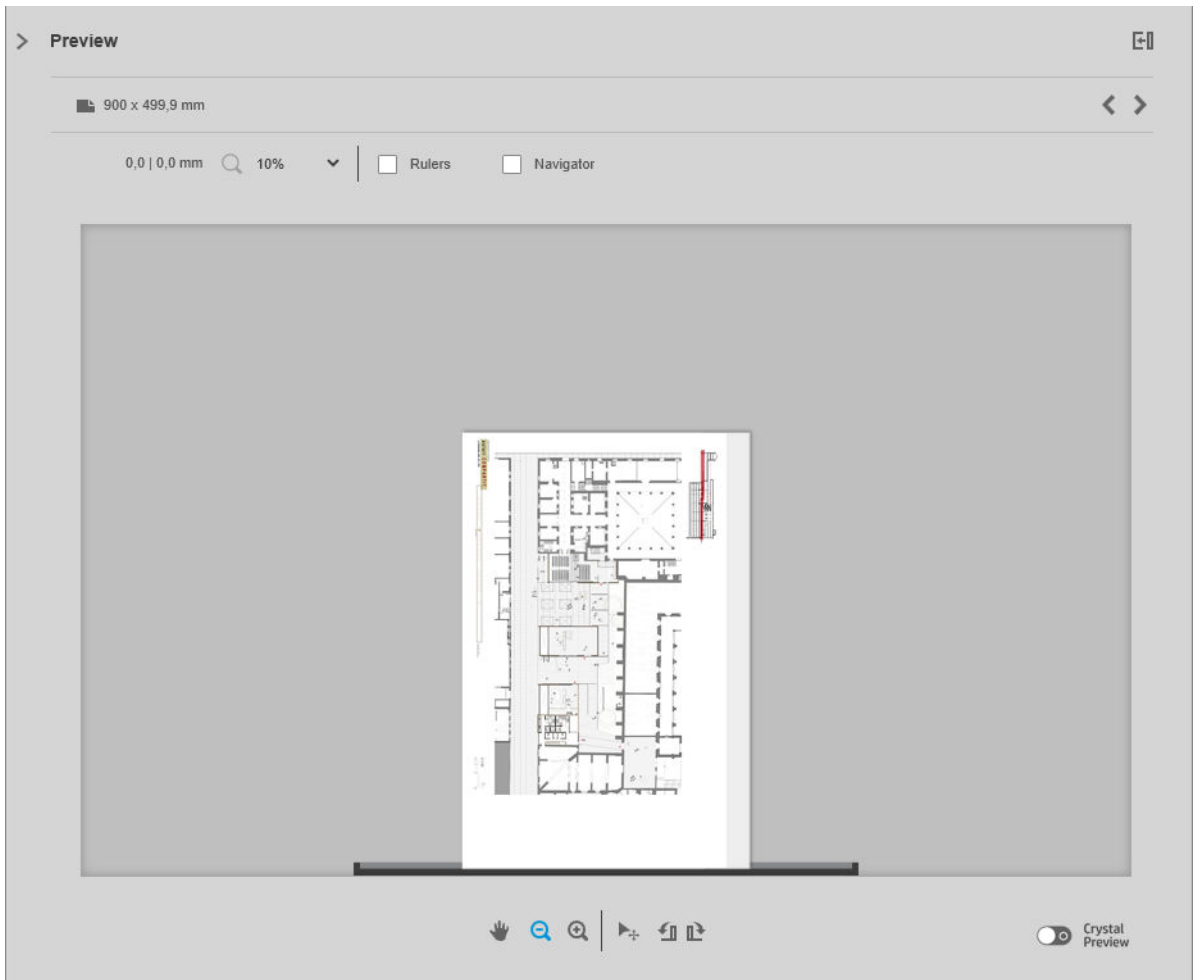 Preview
900 x 499,9 mm
0,0 | 0,0 mm 10% Rulers Navigator
Crystal
Preview